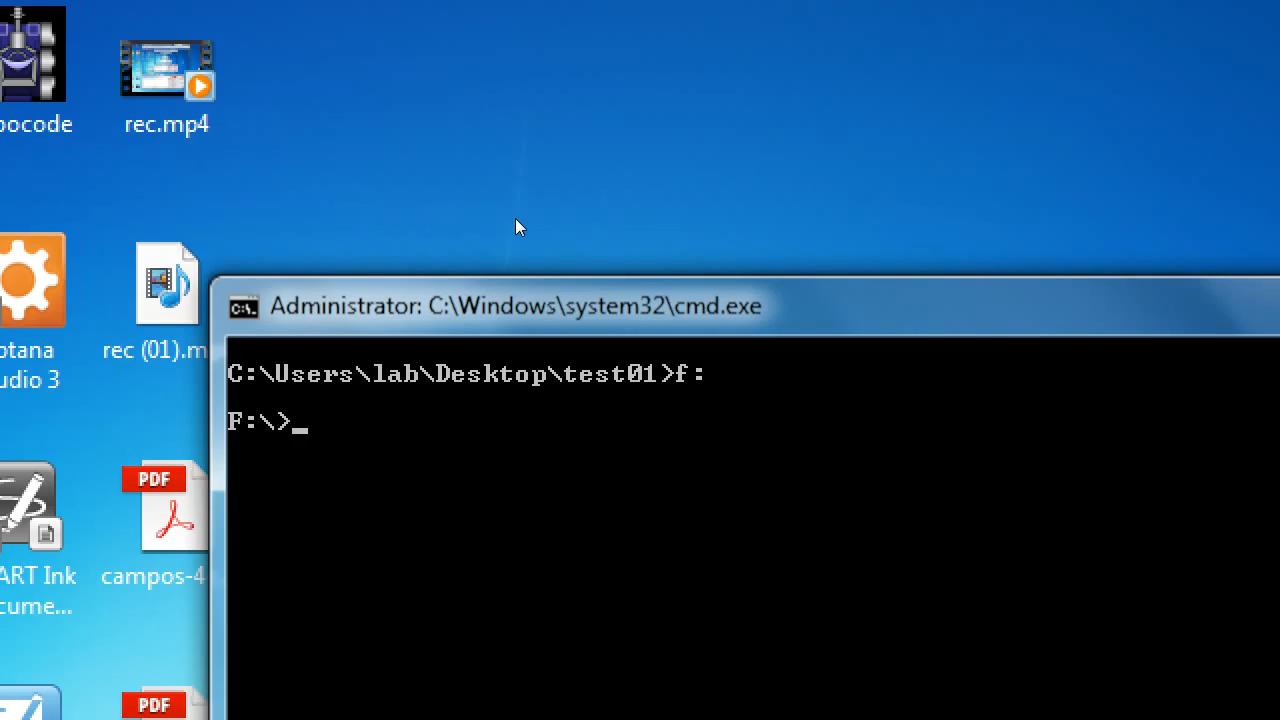 pocode
rec.mp4
otana
udio 3
rec (01).m
Administrator: C:\Windows\system32\cmd.exe
C:\Users\lab\Desktop\test01>f:
F:\>_
PDF
ART Ink
cume...
campos-4
PDF